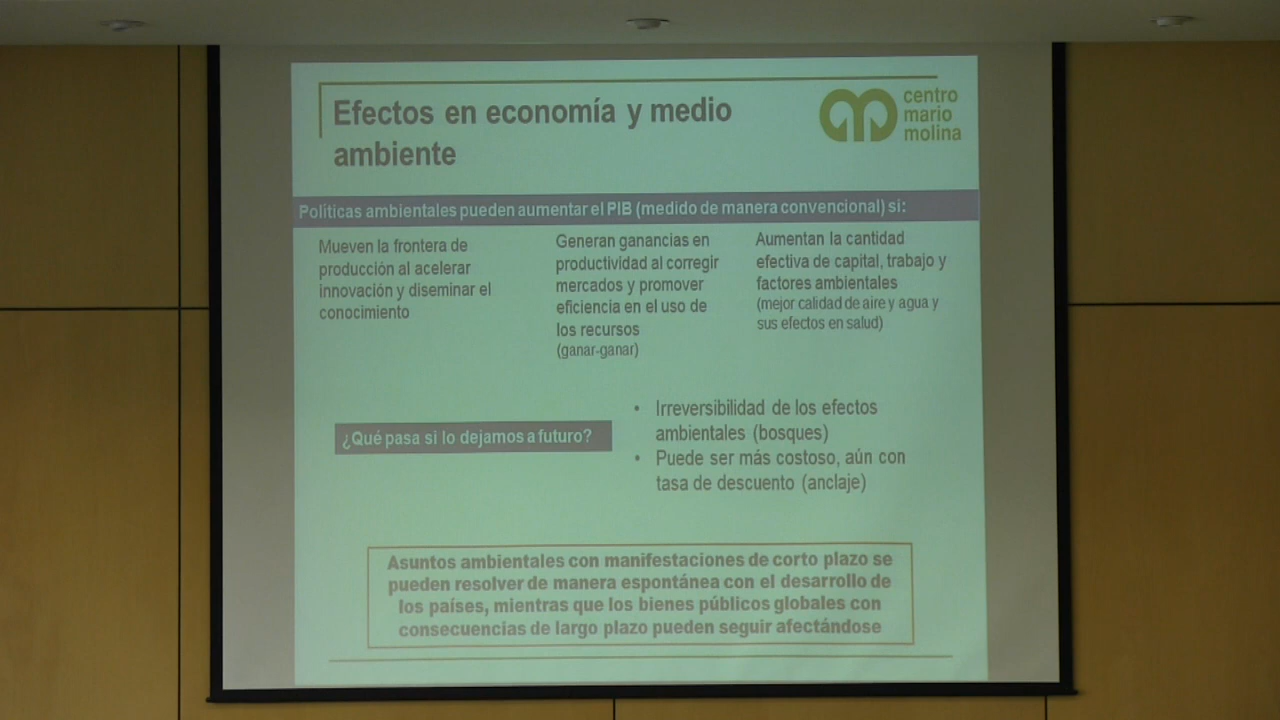 Efectos en economía y medio
ambiente
centro
mario
molina
Políticas ambientales pueden aumentar el PIB (medido de manera convencional) si:
Mueven la frontera de
producción al acelerar
innovación y diseminar el
conocimiento
Generan ganancias en
productividad al corregir
mercados y promover
eficiencia en el uso de
los recursos
(ganar-ganar)
Aumentan la cantidad
efectiva de capital, trabajo y
factores ambientales
(mejor calidad de aire y agua y
sus efectos en salud)
¿Qué pasa si lo dejamos a futuro?
• Irreversibilidad de los efectos
ambientales (bosques)
• Puede ser más costoso, aún con
tasa de descuento (anclaje)
Asuntos ambientales con manifestaciones de corto plazo se
pueden resolver de manera espontánea con el desarrollo de
los países, mientras que los bienes públicos globales con
consecuencias de largo plazo pueden seguir afectándose